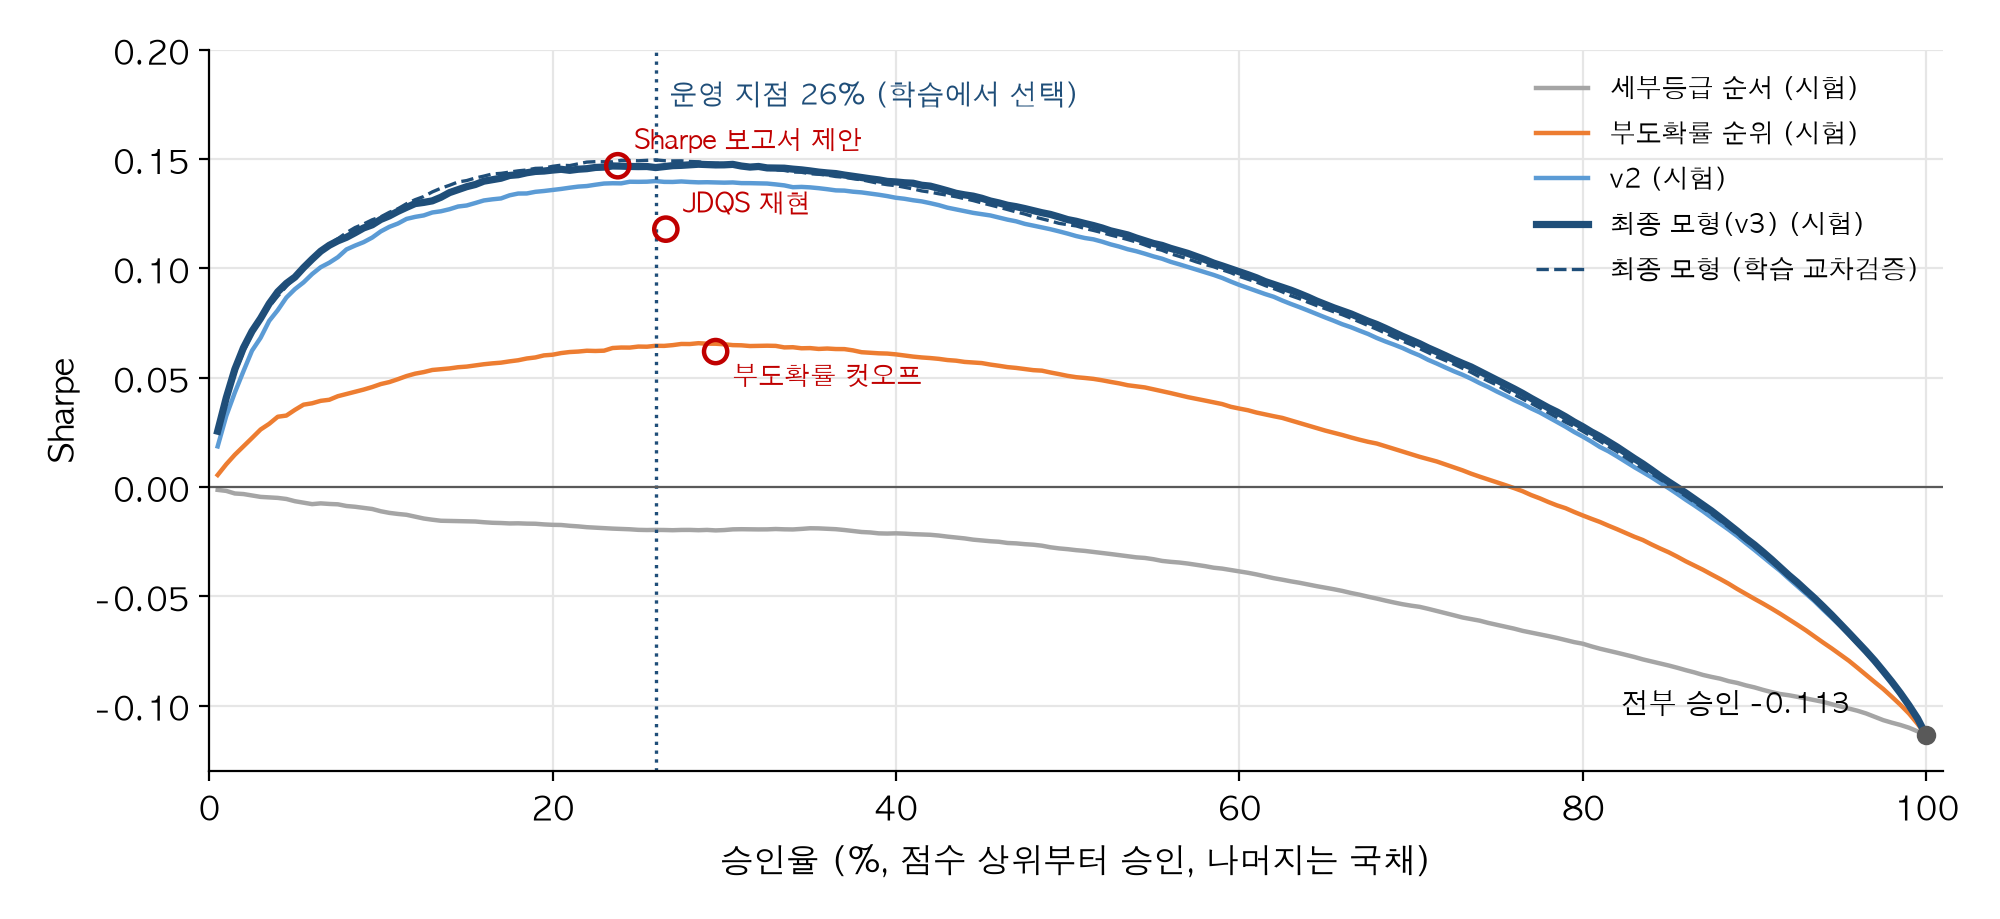 0.20
0.15
0.10
0.05
0.00
-0.05
-0.10
Sharpe
운영 지점 26% (학습에서 선택)
Sharpe 보고서 제안
JDQS 재현
부도확률 컷오프
세부등급 순서 (시험)
부도확률 순위 (시험)
v2 (시험)
최종 모형(v3) (시험)
최종 모형 (학습 교차검증)
전부 승인 -0.113
0
20
40
60
80
100
승인율 (%, 점수 상위부터 승인, 나머지는 국채)